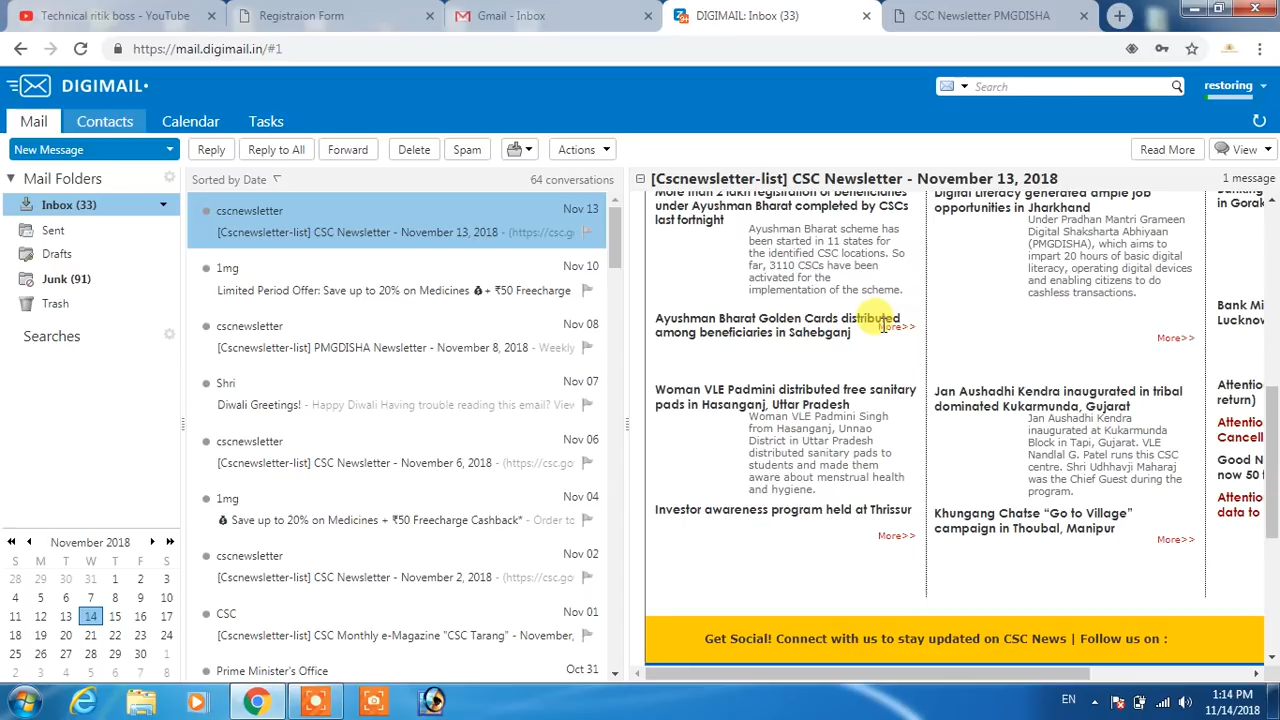 Technical ritik boss - YouTube
Registraion Form
Gmail - Inbox
DIGIMAIL: Inbox (33)
CSC Newsletter PMGDISHA
https://mail.digimail.in/#1
DIGIMAIL
Search
restoring
Mail
Contacts
Calendar
Tasks
New Message
Reply
Reply to All
Forward
Delete
Spam
Actions
Read More
View
Mail Folders
Inbox (33)
Sent
Drafts
Junk (91)
Trash
Searches
Sorted by Date
64 conversations
cscnewsletter
Nov 13
[Cscnewsletter-list] CSC Newsletter - November 13, 2018 - (https://csc.go
1mg
Nov 10
Limited Period Offer: Save up to 20% on Medicines 💰 + ₹50 Freecharge
cscnewsletter
Nov 08
[Cscnewsletter-list] PMGDISHA Newsletter - November 8, 2018 - Weekly
Shri
Nov 07
Diwali Greetings! - Happy Diwali Having trouble reading this email? View
cscnewsletter
Nov 06
[Cscnewsletter-list] CSC Newsletter - November 6, 2018 - (https://csc.go
1mg
Nov 04
💰 Save up to 20% on Medicines + ₹50 Freecharge Cashback* - Order to
cscnewsletter
Nov 02
[Cscnewsletter-list] CSC Newsletter - November 2, 2018 - (https://csc.go
CSC
Nov 01
[Cscnewsletter-list] CSC Monthly e-Magazine "CSC Tarang" - November,
Prime Minister's Office
Oct 31
November 2018
S M T W T F S
28 29 30 31 1 2 3
4 5 6 7 8 9 10
11 12 13 14 15 16 17
18 19 20 21 22 23 24
25 26 27 28 29 30 1
2 3 4 5 6 7 8
[Cscnewsletter-list] CSC Newsletter - November 13, 2018
1 message
More than 2 lakh registration of beneficiaries
under Ayushman Bharat completed by CSCs
last fortnight
Ayushman Bharat scheme has
been started in 11 states for
the identified CSC locations. So
far, 3110 CSCs have been
activated for the
implementation of the scheme.
Ayushman Bharat Golden Cards distributed
among beneficiaries in Sahebganj
More>>
Woman VLE Padmini distributed free sanitary
pads in Hasanganj, Uttar Pradesh
Woman VLE Padmini Singh
from Hasanganj, Unnao
District in Uttar Pradesh
distributed sanitary pads to
students and made them
aware about menstrual health
and hygiene.
Investor awareness program held at Thrissur
More>>
Digital Literacy generated ample job
opportunities in Jharkhand
Under Pradhan Mantri Grameen
Digital Shaksharta Abhiyaan
(PMGDISHA), which aims to
impart 20 hours of basic digital
literacy, operating digital devices
and enabling citizens to do
cashless transactions.
More>>
Jan Aushadhi Kendra inaugurated in tribal
dominated Kukarmunda, Gujarat
Jan Aushadhi Kendra
inaugurated at Kukarmunda
Block in Tapi, Gujarat. VLE
Nandlal G. Patel runs this CSC
centre. Shri Udhhavji Maharaj
was the Chief Guest during the
program.
Khungang Chatse “Go to Village”
campaign in Thoubal, Manipur
More>>
in Gorak
Bank Mi
Lucknow
Attentio
return)
Attentio
Cancell
Good N
now 50 t
Attentio
data to
Get Social! Connect with us to stay updated on CSC News | Follow us on :
EN
1:14 PM
11/14/2018